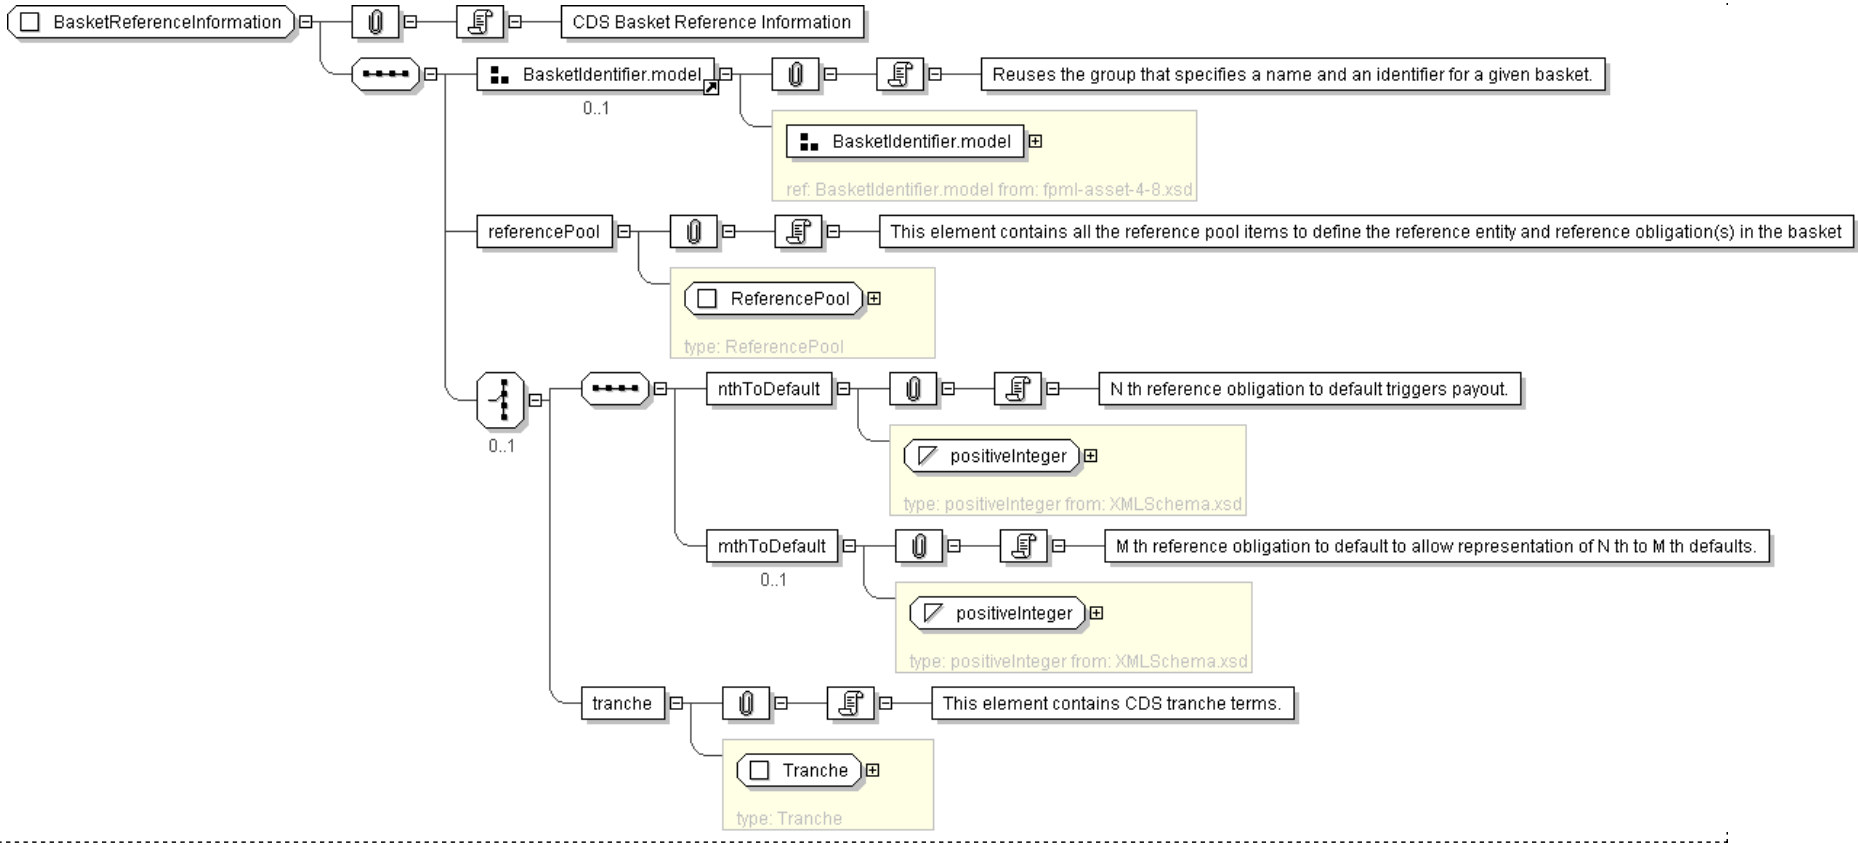 BasketReferenceInformation
CDS Basket Reference Information
BasketIdentifier.model
Reuses the group that specifies a name and an identifier for a given basket.
0..1
BasketIdentifier.model
ref: BasketIdentifier.model from: fpml-asset-4-8.xsd
referencePool
This element contains all the reference pool items to define the reference entity and reference obligation(s) in the basket
ReferencePool
type: ReferencePool
0..1
nthToDefault
N th reference obligation to default triggers payout.
positiveInteger
type: positiveInteger from: XMLSchema.xsd
mthToDefault
M th reference obligation to default to allow representation of N th to M th defaults.
0..1
positiveInteger
type: positiveInteger from: XMLSchema.xsd
tranche
This element contains CDS tranche terms.
Tranche
type: Tranche